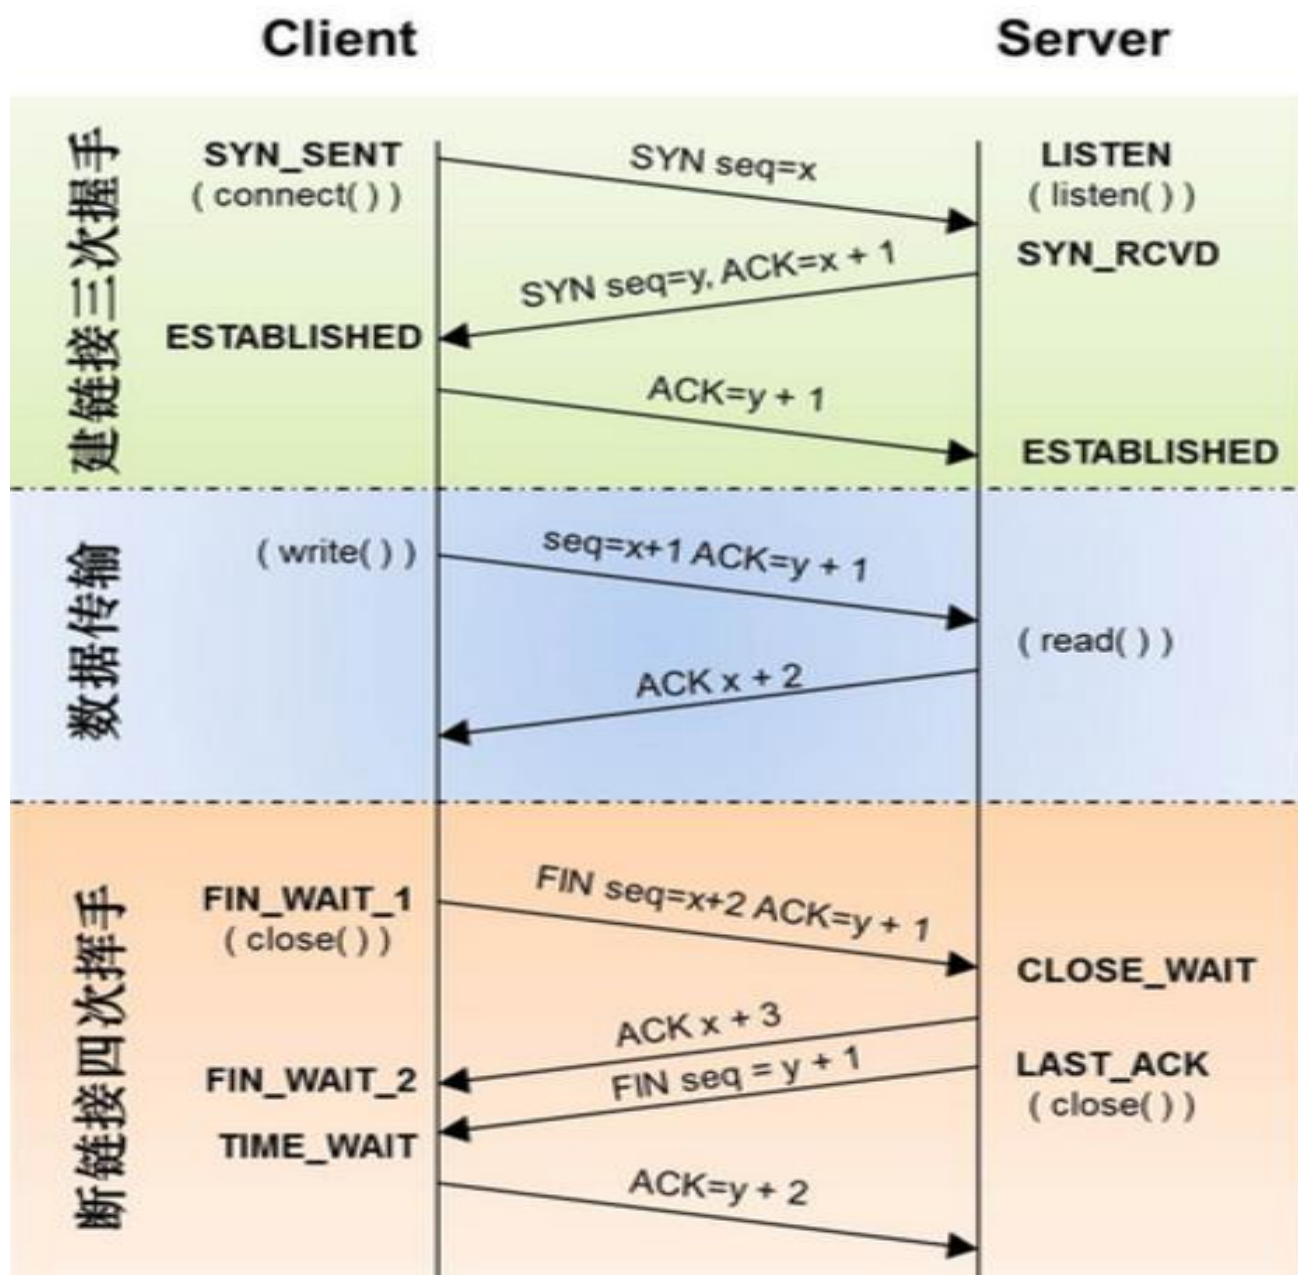 Client
Server
建链接三次握手
SYN_SENT
( connect( ) )
SYN seq=x
LISTEN
( listen( ) )
SYN_RCVD
SYN seq=y, ACK=x + 1
ESTABLISHED
ACK=y + 1
ESTABLISHED
数据传输
( write( ) )
seq=x+1 ACK=y + 1
( read( ) )
ACK x + 2
断链接四次挥手
FIN_WAIT_1
( close( ) )
FIN seq=x+2 ACK=y + 1
CLOSE_WAIT
ACK x + 3
FIN_WAIT_2
FIN seq = y + 1
LAST_ACK
( close( ) )
TIME_WAIT
ACK=y + 2